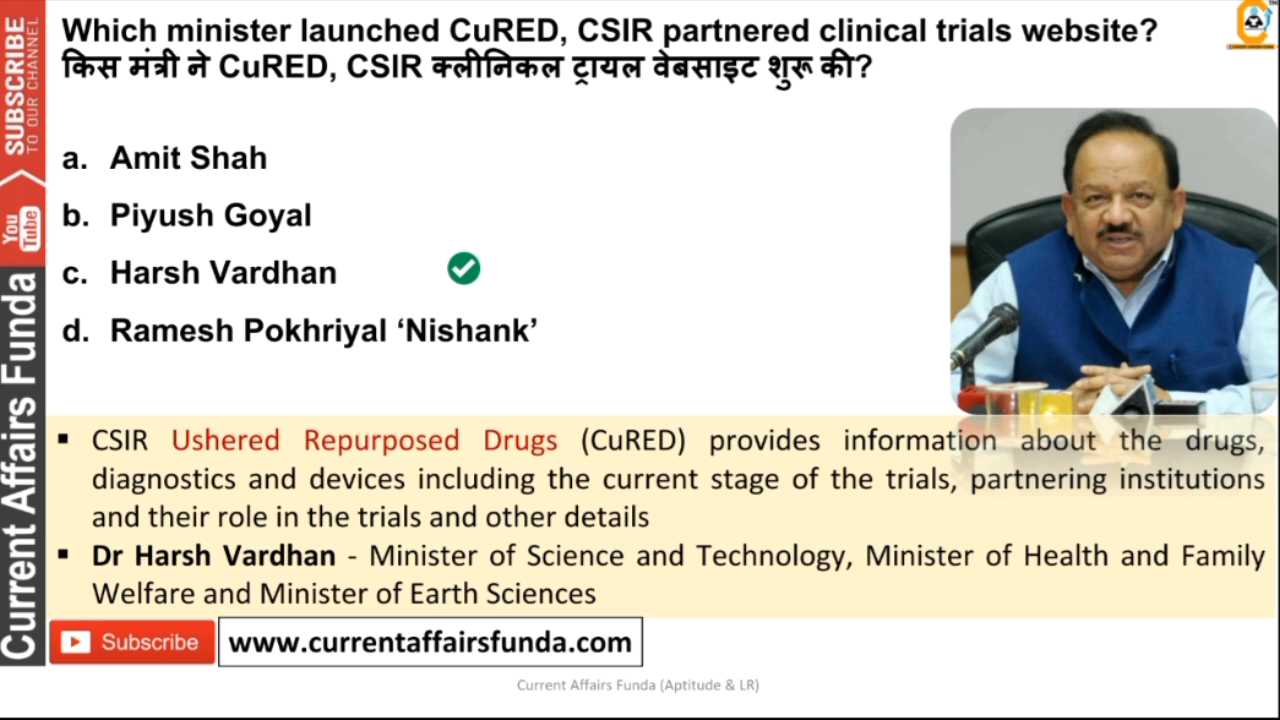 Which minister launched CuRED, CSIR partnered clinical trials website?
किस मंत्री ने CuRED, CSIR क्लीनिकल ट्रायल वेबसाइट शुरू की?
a. Amit Shah
b. Piyush Goyal
c. Harsh Vardhan
d. Ramesh Pokhriyal ‘Nishank’
▪ CSIR Ushered Repurposed Drugs (CuRED) provides information about the drugs,
diagnostics and devices including the current stage of the trials, partnering institutions
and their role in the trials and other details
▪ Dr Harsh Vardhan - Minister of Science and Technology, Minister of Health and Family
Welfare and Minister of Earth Sciences
Subscribe
www.currentaffairsfunda.com
Current Affairs Funda (Aptitude & LR)
SUBSCRIBE
TO OUR CHANNEL
You
Tube
Current Affairs Funda